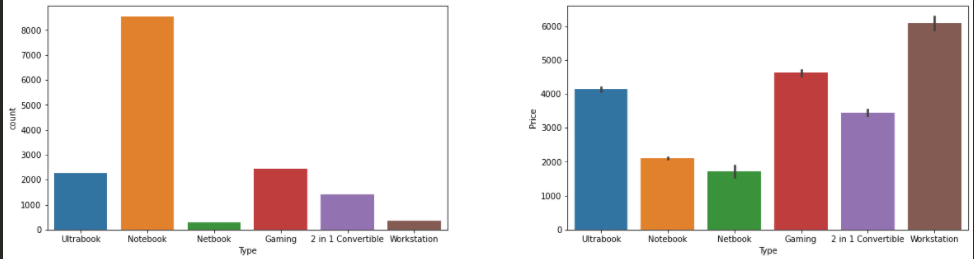 8000
7000
6000
5000
4000
3000
2000
1000
0
count
Ultrabook Notebook Netbook Gaming 2 in 1 Convertible Workstation
Type
6000
5000
4000
3000
2000
1000
0
Price
Ultrabook Notebook Netbook Gaming 2 in 1 Convertible Workstation
Type